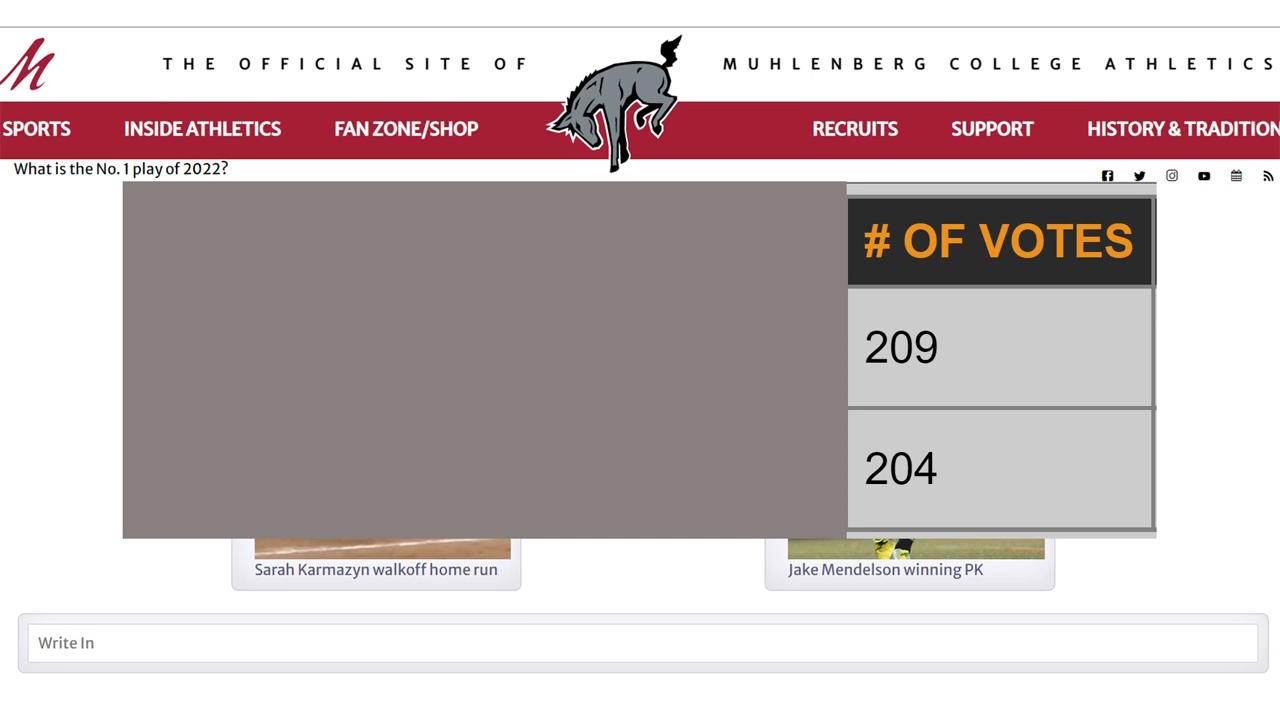 M
THE OFFICIAL SITE OF MUHLENBERG COLLEGE ATHLETICS
SPORTS INSIDE ATHLETICS FAN ZONE/SHOP RECRUITS SUPPORT HISTORY & TRADITION
What is the No. 1 play of 2022?
# OF VOTES
209
204
Sarah Karmazyn walkoff home run
Jake Mendelson winning PK
Write In